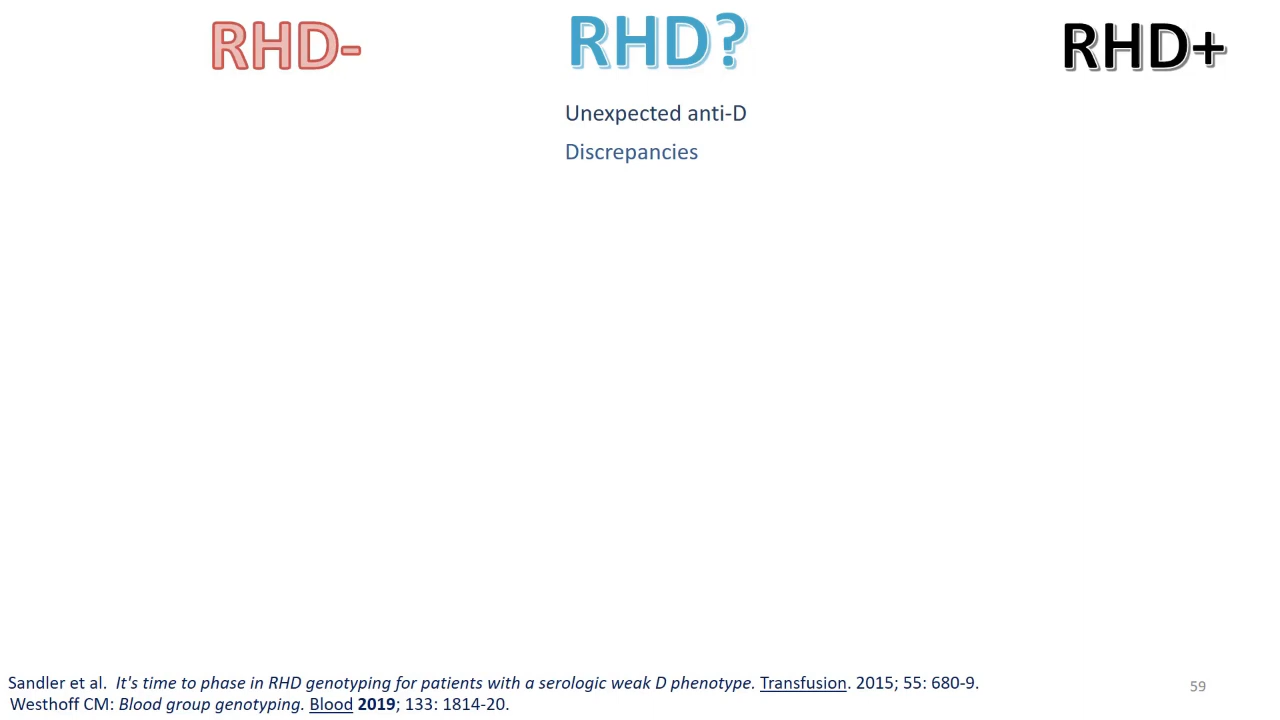 RHD- RHD? RHD+
Unexpected anti-D
Discrepancies
Sandler et al. It's time to phase in RHD genotyping for patients with a serologic weak D phenotype. Transfusion. 2015; 55: 680-9.
59
Westhoff CM: Blood group genotyping. Blood 2019; 133: 1814-20.